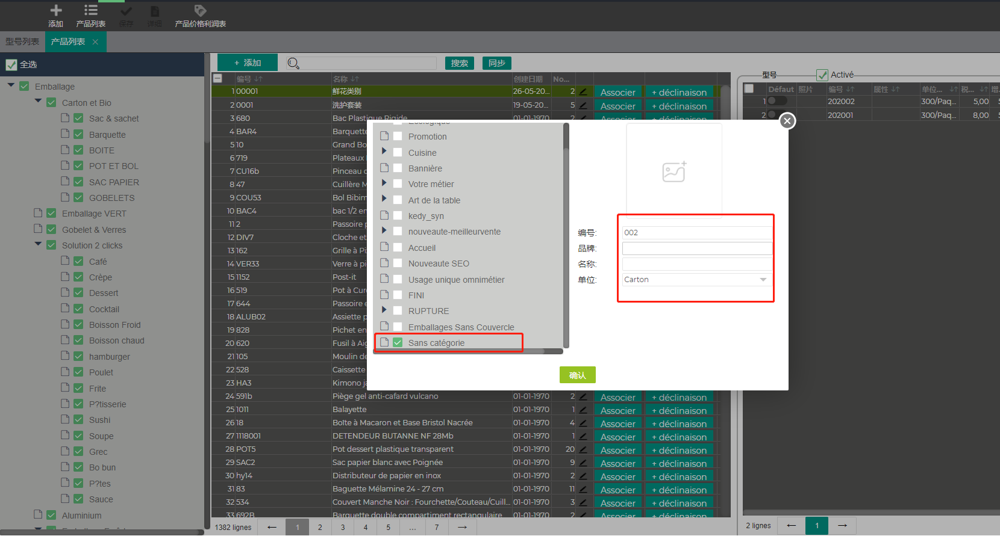 添加
产品列表
保存
详细
产品价格利润表
型号列表
产品列表
全选
Emballage
Carton et Bio
Sac & sachet
Barquette
BOITE
POT ET BOL
SAC PAPIER
GOBELETS
Emballage VERT
Gobelet & Verres
Solution 2 clicks
Café
Crèpe
Dessert
Cocktail
Boisson Froid
Boisson chaud
hamburger
Poulet
Frite
P?tisserie
Sushi
Soupe
Grec
Bo bun
P?tes
Sauce
Aluminium
+ 添加
搜索
同步
编号 名称 创建日期 No...
1 00001 鲜花类别 26-05-20... 2 Associer + déclinaison
2 0001 洗护套装 19-05-20... 5 Associer + déclinaison
3 680 Bac Plastique Rigide 01-01-1970 2 Associer + déclinaison
4 BAR4 Barquette
5 10 Grand Bo
6 719 Plateaux
7 CU16b Pinceau
8 47 Cuillère M
9 COU53 Bol Bibim
10 BAC4 bac 1/2 en
11 2 Passoire
12 DIV7 Cloche et
13 162 Grille à Pi
14 VER33 Verre à pi
15 1152 Post-it
16 519 Pot à Cur
17 644 Passoire e
18 ALUB02 Assiette p
19 828 Pichet en
20 620 Fusil à Aig
21 105 Moulin de
22 528 Caissette
23 HA3 Kimono ja
24 591b Piège gel anti-cafard vulcano 01-01-1970 2 Associer + déclinaison
25 1011 Balayette 01-01-1970 1 Associer + déclinaison
26 18 Boîte à Macaron et Base Bristol Nacrée 01-01-1970 4 Associer + déclinaison
27 1118001 DETENDEUR BUTANNE NF 28Mb 01-01-1970 1 Associer + déclinaison
28 POT5 Pot dessert plastique transparent 01-01-1970 20 Associer + déclinaison
29 SAC2 Sac papier blanc avec Poignée 01-01-1970 9 Associer + déclinaison
30 hy14 Distributeur de papier en inox 01-01-1970 2 Associer + déclinaison
31 83 Baguette Mélamine 24 - 27 cm 01-01-1970 11 Associer + déclinaison
32 534 Couvert Manche Noir : Fourchette/Couteau/Cuill... 01-01-1970 3 Associer + déclinaison
33 692B Barquette double compartiment rectangulaire 01-01-1970 2 Associer + déclinaison
1382 lignes ← 1 2 3 4 5 ... 7 →
Ecologique
Promotion
Cuisine
Bannière
Votre métier
Art de la table
kedy_syn
nouveaute-meilleurvente
Accueil
Nouveaute SEO
Usage unique omnimétier
FINI
RUPTURE
Emballages Sans Couvercle
Sans catégorie
编号: 002
品牌:
名称:
单位: Carton
确认
型号 Activé
Défaut 照片 编号 属性 单位... 税... 增.
1 202002 300/Paq... 5,00
2 202001 300/Paq... 8,00
2 lignes ← 1 →